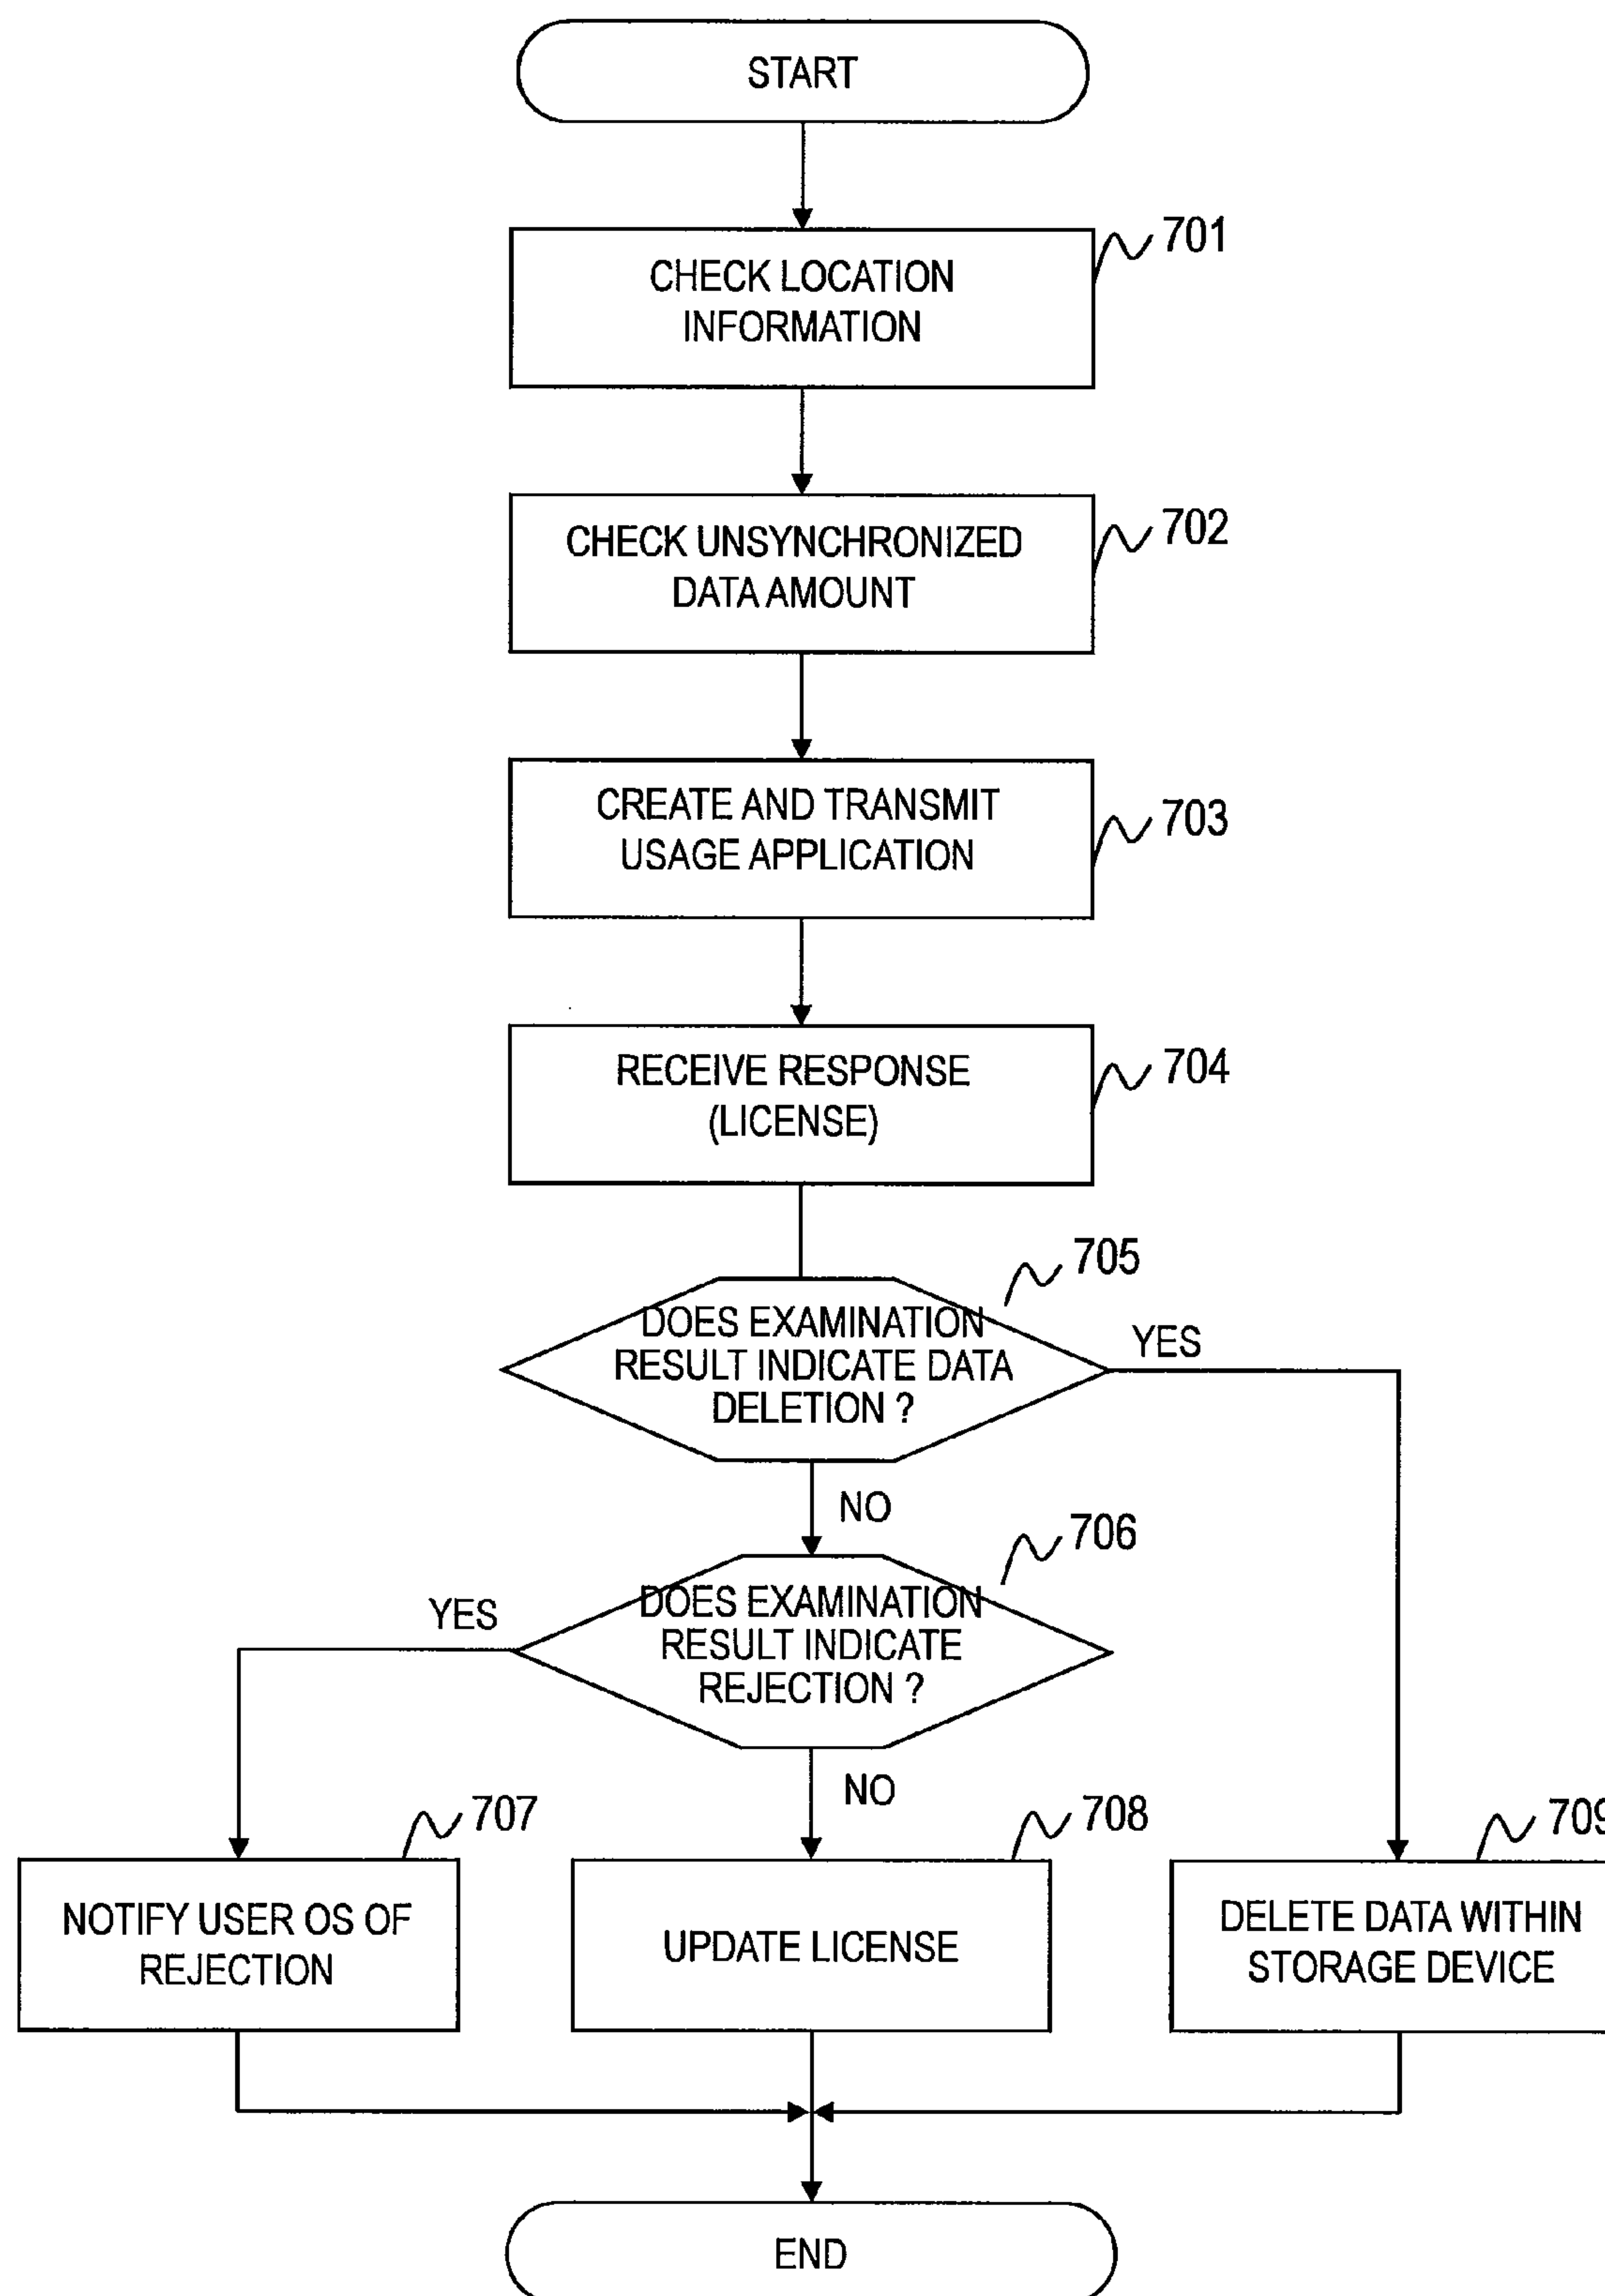 START
701
CHECK LOCATION
INFORMATION
702
CHECK UNSYNCHRONIZED
DATA AMOUNT
703
CREATE AND TRANSMIT
USAGE APPLICATION
704
RECEIVE RESPONSE
(LICENSE)
705
DOES EXAMINATION
RESULT INDICATE DATA
DELETION ?
YES
NO
706
DOES EXAMINATION
RESULT INDICATE
REJECTION ?
YES
NO
707
NOTIFY USER OS OF
REJECTION
708
UPDATE LICENSE
709
DELETE DATA WITHIN
STORAGE DEVICE
END